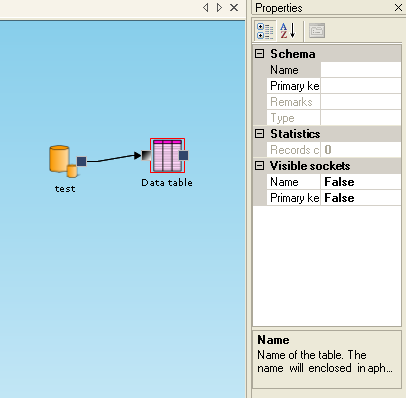 Properties
Schema
Name
Primary ke
Remarks
Type
Statistics
Records c 0
Visible sockets
Name False
Primary ke False
test
Data table
Name
Name of the table. The
name will enclosed in aph...